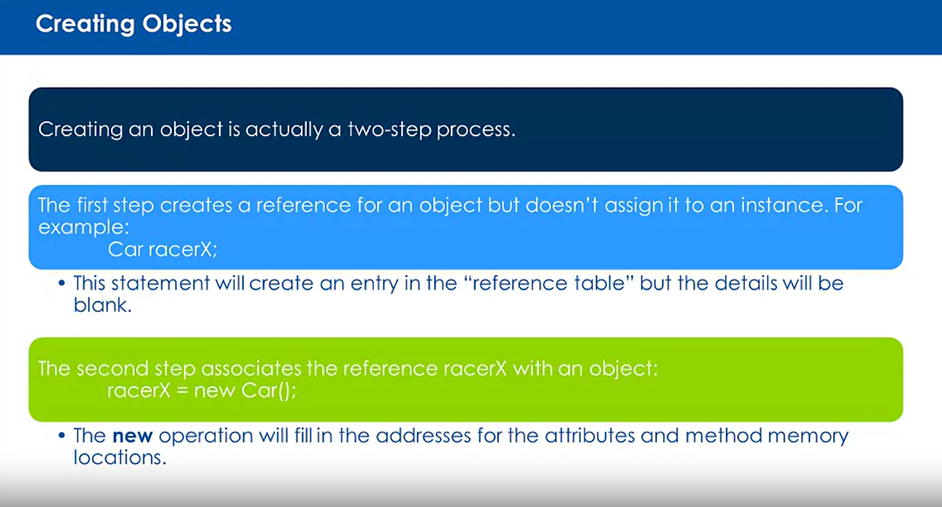 Creating Objects
Creating an object is actually a two-step process.
The first step creates a reference for an object but doesn't assign it to an instance. For
example:
Car racerX;
• This statement will create an entry in the “reference table” but the details will be
blank.
The second step associates the reference racerX with an object:
racerX = new Car();
• The new operation will fill in the addresses for the attributes and method memory
locations.